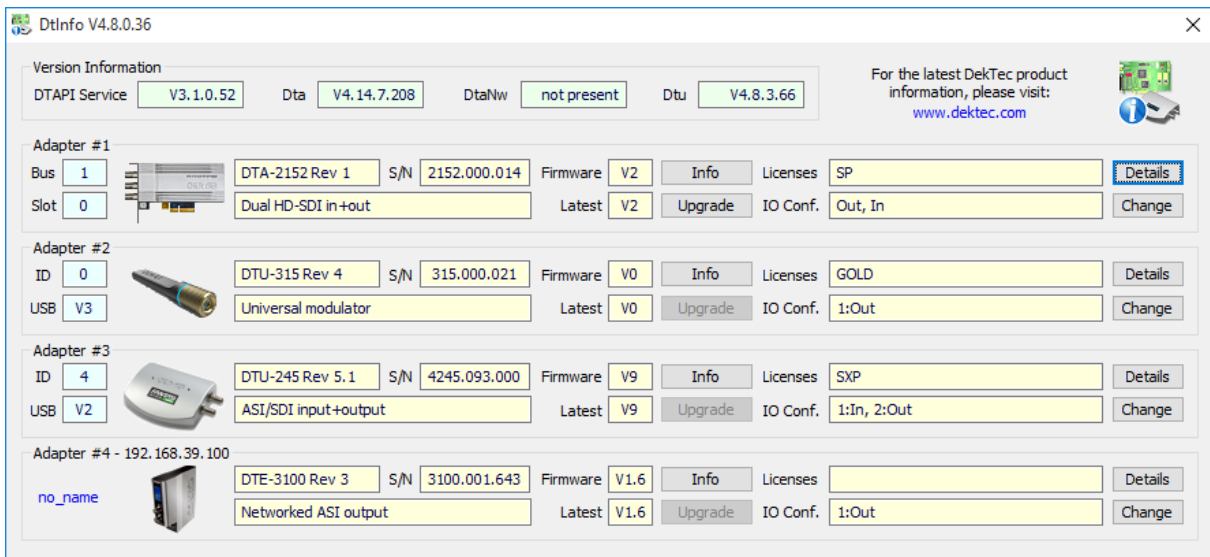 DtInfo V4.8.0.36
Version Information
DTAPI Service V3.1.0.52 Dta V4.14.7.208 DtaNw not present Dtu V4.8.3.66
For the latest DekTec product
information, please visit:
www.dektec.com
Adapter #1
Bus 1 DTA-2152 Rev 1 S/N 2152.000.014 Firmware V2 Info Licenses SP Details
Slot 0 Dual HD-SDI in+out Latest V2 Upgrade IO Conf. Out, In Change
Adapter #2
ID 0 DTU-315 Rev 4 S/N 315.000.021 Firmware V0 Info Licenses GOLD Details
USB V3 Universal modulator Latest V0 Upgrade IO Conf. 1:Out Change
Adapter #3
ID 4 DTU-245 Rev 5.1 S/N 4245.093.000 Firmware V9 Info Licenses SXP Details
USB V2 ASI/SDI input+output Latest V9 Upgrade IO Conf. 1:In, 2:Out Change
Adapter #4 - 192.168.39.100
no_name
DTE-3100 Rev 3 S/N 3100.001.643 Firmware V1.6 Info Licenses Details
Networked ASI output Latest V1.6 Upgrade IO Conf. 1:Out Change